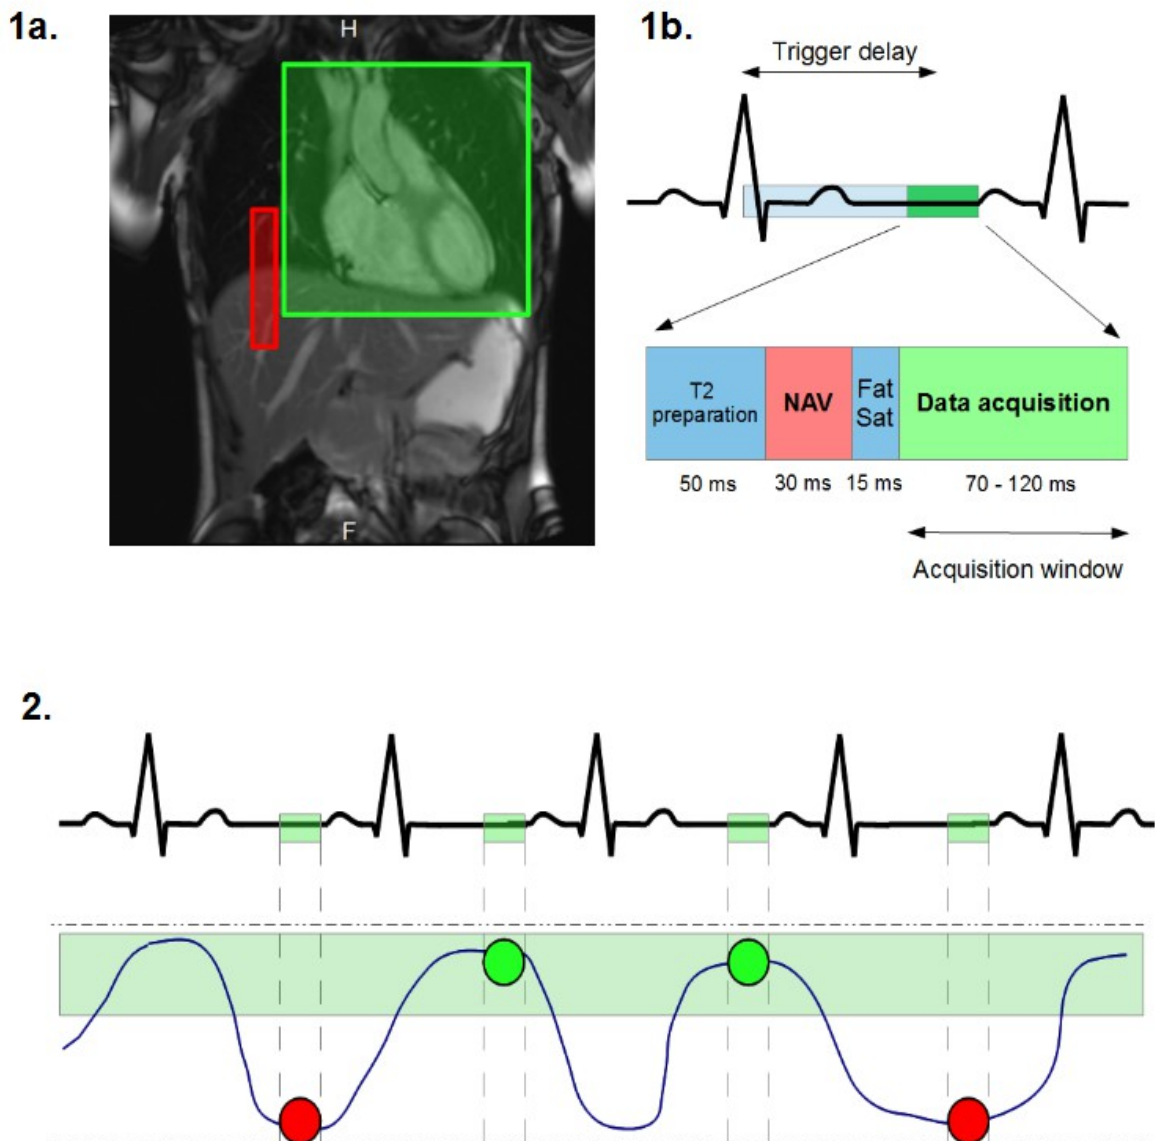 1a.
H
F
1b.
Trigger delay
T2
preparation
NAV
Fat
Sat
Data acquisition
50 ms
30 ms
15 ms
70 - 120 ms
Acquisition window
2.